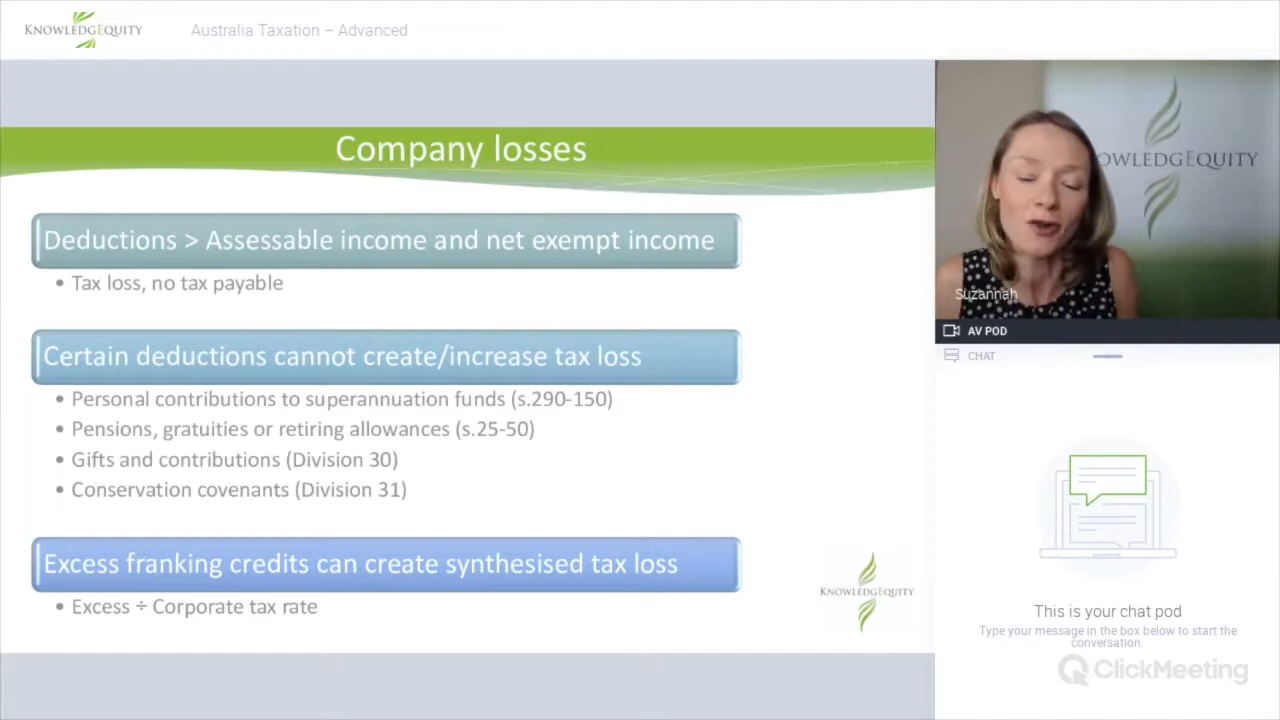 KNOWLEDGEQUITY
Australia Taxation – Advanced
Company losses
Deductions > Assessable income and net exempt income
• Tax loss, no tax payable
Certain deductions cannot create/increase tax loss
• Personal contributions to superannuation funds (s.290-150)
• Pensions, gratuities or retiring allowances (s.25-50)
• Gifts and contributions (Division 30)
• Conservation covenants (Division 31)
Excess franking credits can create synthesised tax loss
• Excess ÷ Corporate tax rate
KNOWLEDGEQUITY
OWLEDGEQUITY
Suzannah
AV POD
CHAT
This is your chat pod
Type your message in the box below to start the
conversation.
ClickMeeting